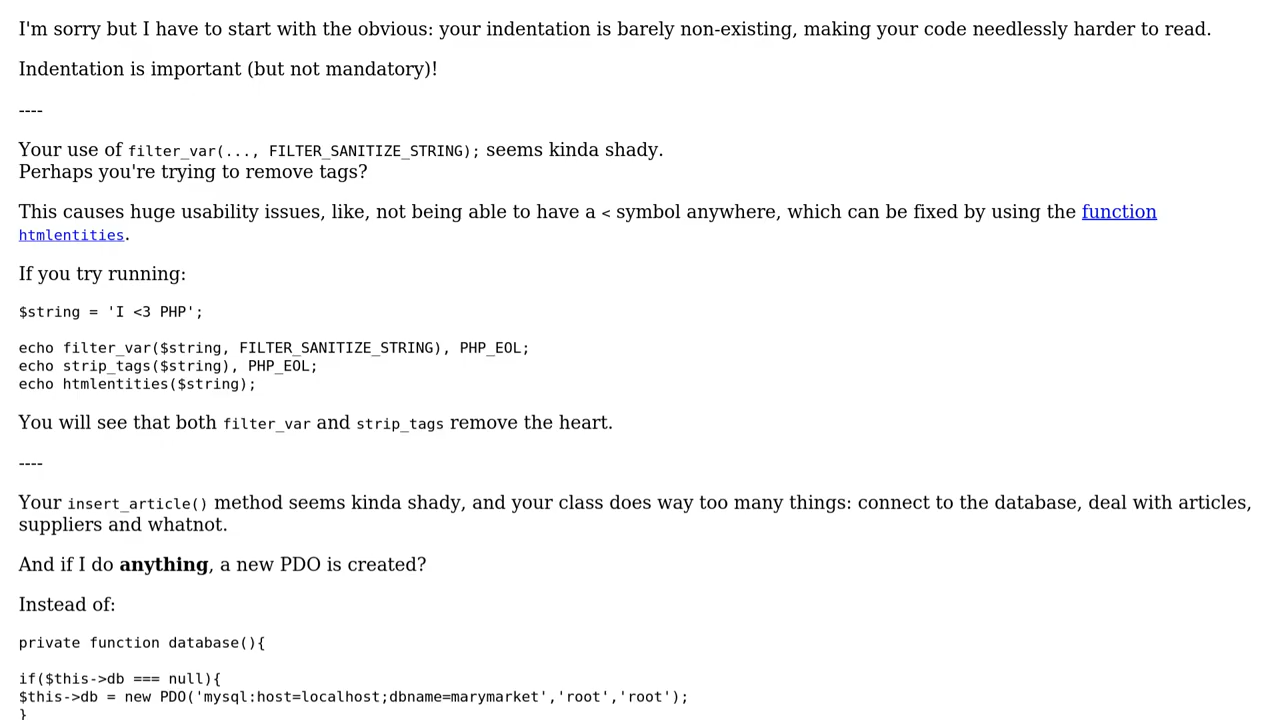 I'm sorry but I have to start with the obvious: your indentation is barely non-existing, making your code needlessly harder to read.
Indentation is important (but not mandatory)!
----
Your use of filter_var(..., FILTER_SANITIZE_STRING); seems kinda shady.
Perhaps you're trying to remove tags?
This causes huge usability issues, like, not being able to have a < symbol anywhere, which can be fixed by using the function
htmlentities.
If you try running:
$string = 'I <3 PHP';
echo filter_var($string, FILTER_SANITIZE_STRING), PHP_EOL;
echo strip_tags($string), PHP_EOL;
echo htmlentities($string);
You will see that both filter_var and strip_tags remove the heart.
----
Your insert_article() method seems kinda shady, and your class does way too many things: connect to the database, deal with articles,
suppliers and whatnot.
And if I do anything, a new PDO is created?
Instead of:
private function database(){
if($this->db === null){
$this->db = new PDO('mysql:host=localhost;dbname=marymarket','root','root');
}